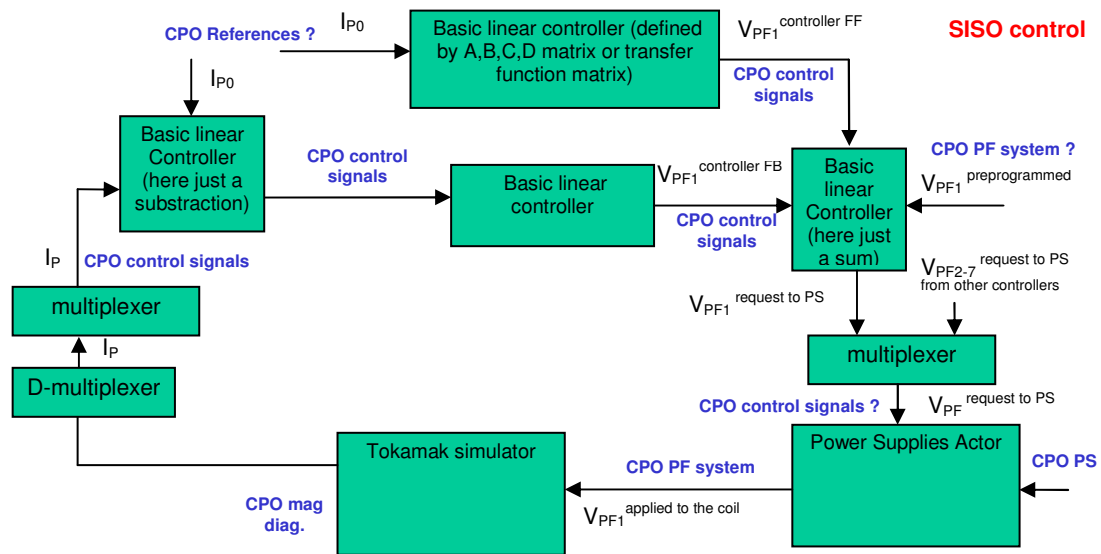 SISO control
CPO References ?
I_P0
I_P0
Basic linear controller (defined
by A,B,C,D matrix or transfer
function matrix)
V_PF1^controller FF
CPO control
signals
Basic linear
Controller
(here just a
substraction)
CPO control
signals
Basic linear
controller
V_PF1^controller FB
CPO control
signals
Basic
linear
Controller
(here just
a sum)
CPO PF system ?
V_PF1^preprogrammed
I_P
CPO control signals
multiplexer
I_P
D-multiplexer
V_PF1^request to PS
V_PF2-7^request to PS
from other controllers
multiplexer
CPO control signals ?
V_PF^request to PS
Power Supplies Actor
CPO PS
CPO PF system
V_PF1^applied to the coil
Tokamak simulator
CPO mag
diag.